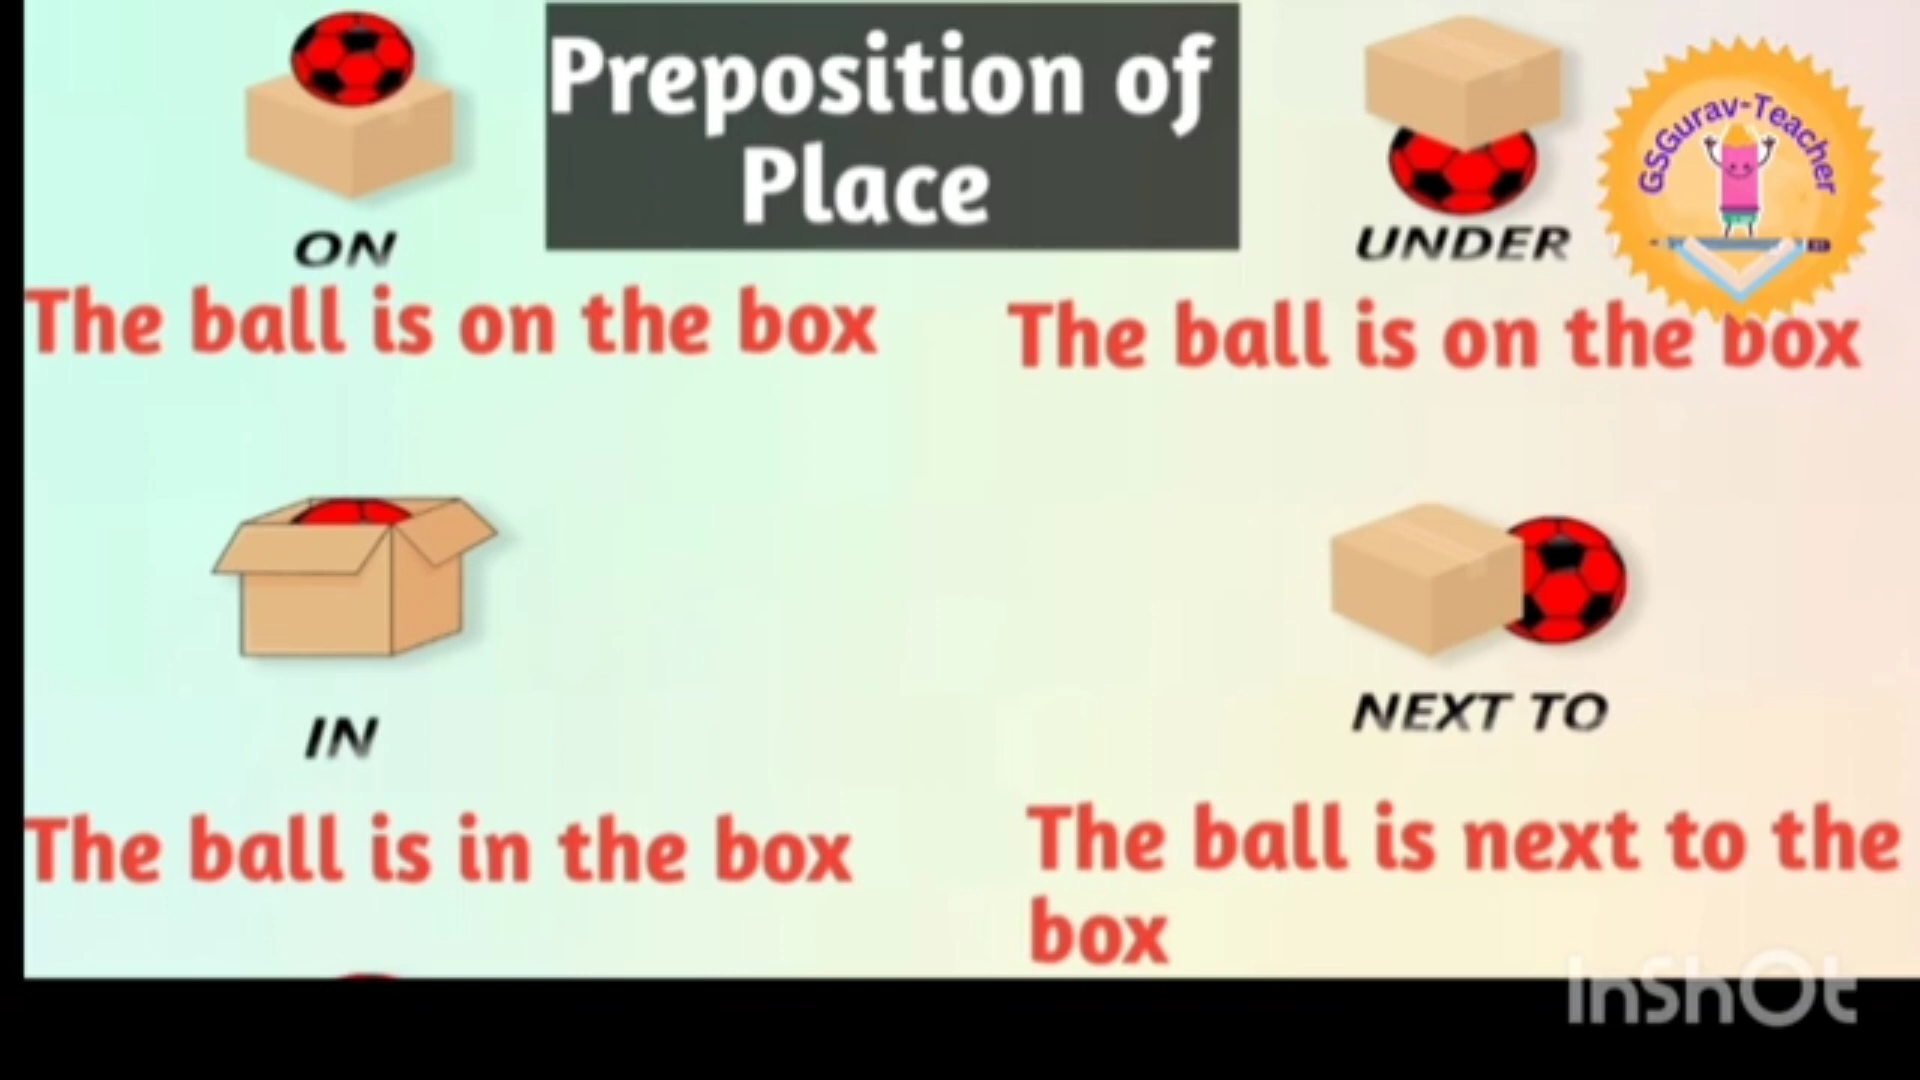 Preposition of
Place
GSGurav-Teacher
ON
UNDER
The ball is on the box
The ball is on the box
IN
NEXT TO
The ball is in the box
The ball is next to the
box
InShOt